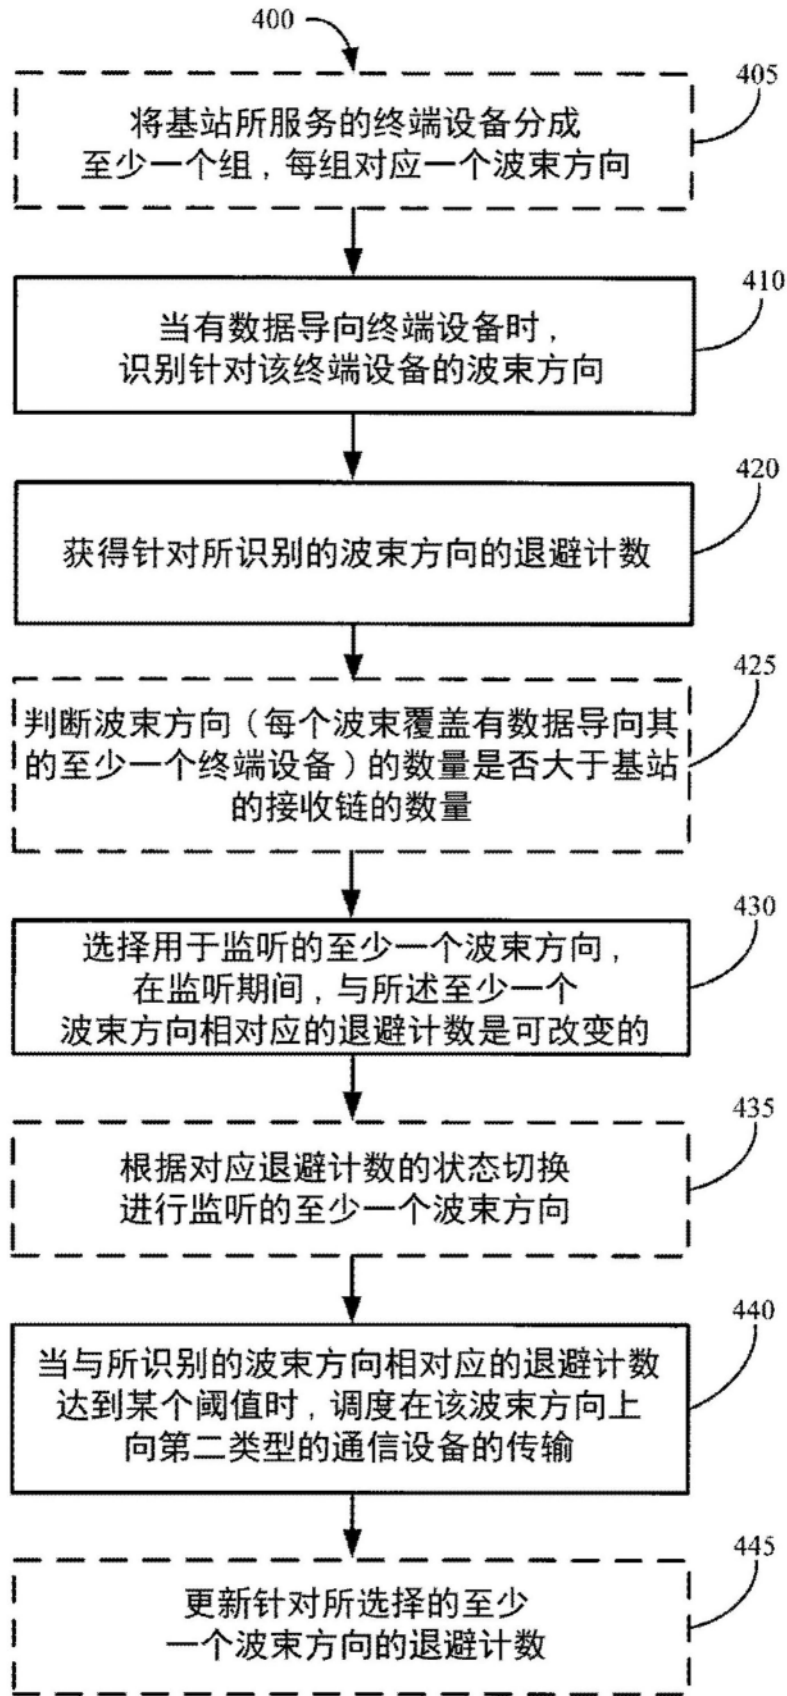 400
405
将基站所服务的终端设备分成
至少一个组，每组对应一个波束方向
410
当有数据导向终端设备时，
识别针对该终端设备的波束方向
420
获得针对所识别的波束方向的退避计数
425
判断波束方向（每个波束覆盖有数据导向其
的至少一个终端设备）的数量是否大于基站
的接收链的数量
430
选择用于监听的至少一个波束方向，
在监听期间，与所述至少一个
波束方向相对应的退避计数是可改变的
435
根据对应退避计数的状态切换
进行监听的至少一个波束方向
440
当与所识别的波束方向相对应的退避计数
达到某个阈值时，调度在该波束方向上
向第二类型的通信设备的传输
445
更新针对所选择的至少
一个波束方向的退避计数